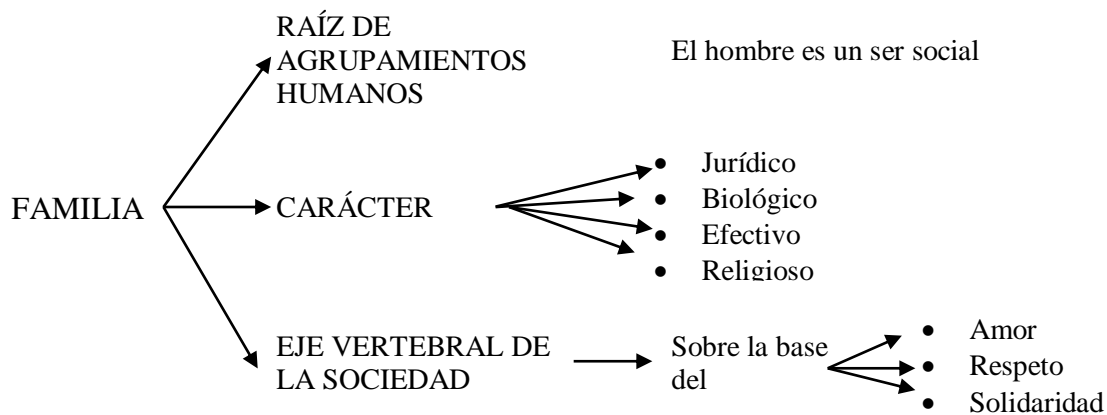 RAÍZ DE
AGRUPAMIENTOS
HUMANOS
El hombre es un ser social
FAMILIA
CARÁCTER
• Jurídico
• Biológico
• Efectivo
• Religioso
EJE VERTEBRAL DE
LA SOCIEDAD
Sobre la base
del
• Amor
• Respeto
• Solidaridad